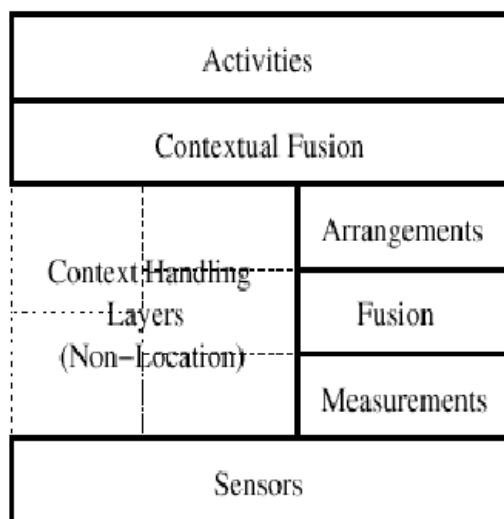 Activities
Contextual Fusion
Arrangements
Context Handling
Layers
(Non-Location)
Fusion
Measurements
Sensors